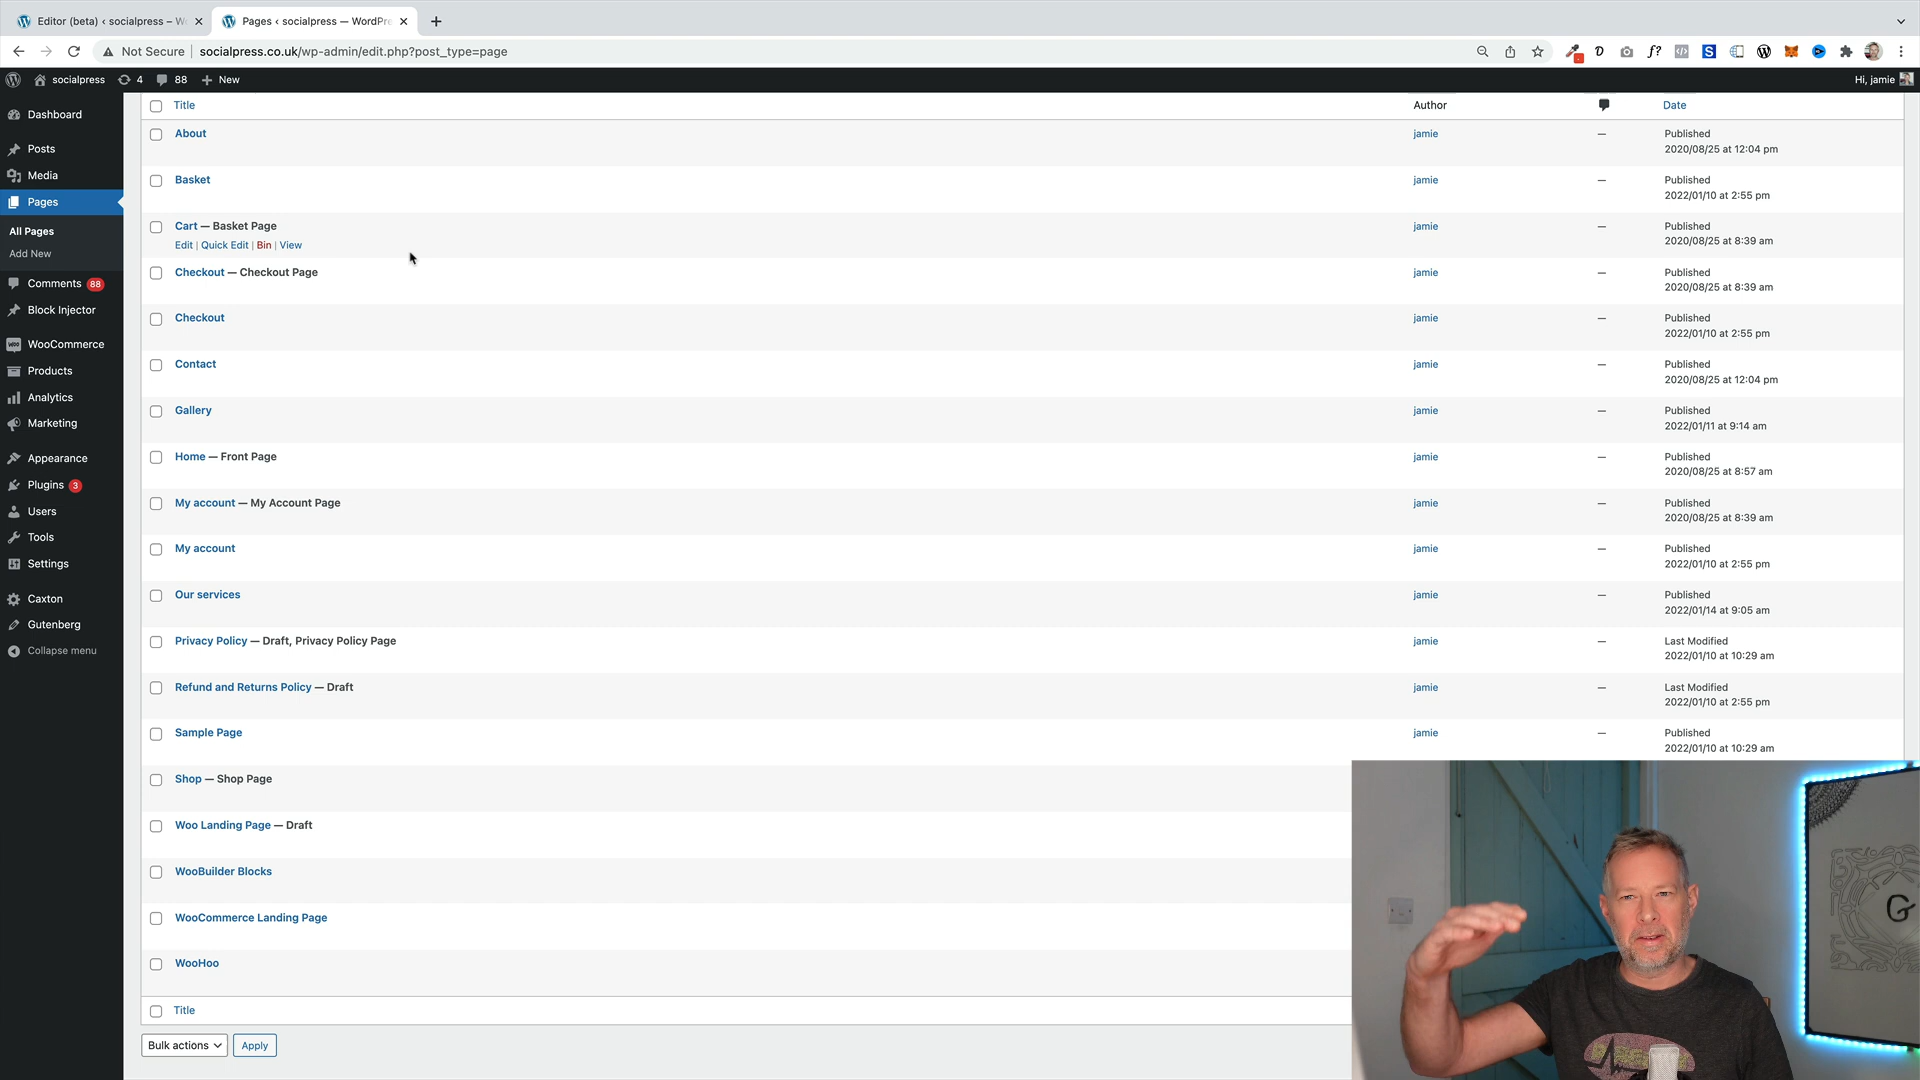 Editor (beta) ‹ socialpress – W
Pages ‹ socialpress — WordPre
Not Secure
socialpress.co.uk/wp-admin/edit.php?post_type=page
socialpress
4
88
New
Hi, jamie
Dashboard
Posts
Media
Pages
All Pages
Add New
Comments 88
Block Injector
WooCommerce
Products
Analytics
Marketing
Appearance
Plugins 3
Users
Tools
Settings
Caxton
Gutenberg
Collapse menu
Title Author Date
About jamie Published
2020/08/25 at 12:04 pm
Basket jamie Published
2022/01/10 at 2:55 pm
Cart — Basket Page jamie Published
Edit | Quick Edit | Bin | View 2020/08/25 at 8:39 am
Checkout — Checkout Page jamie Published
2020/08/25 at 8:39 am
Checkout jamie Published
2022/01/10 at 2:55 pm
Contact jamie Published
2020/08/25 at 12:04 pm
Gallery jamie Published
2022/01/11 at 9:14 am
Home — Front Page jamie Published
2020/08/25 at 8:57 am
My account — My Account Page jamie Published
2020/08/25 at 8:39 am
My account jamie Published
2022/01/10 at 2:55 pm
Our services jamie Published
2022/01/14 at 9:05 am
Privacy Policy — Draft, Privacy Policy Page jamie Last Modified
2022/01/10 at 10:29 am
Refund and Returns Policy — Draft jamie Last Modified
2022/01/10 at 2:55 pm
Sample Page jamie Published
2022/01/10 at 10:29 am
Shop — Shop Page
Woo Landing Page — Draft
WooBuilder Blocks
WooCommerce Landing Page
WooHoo
Title
Bulk actions
Apply
G